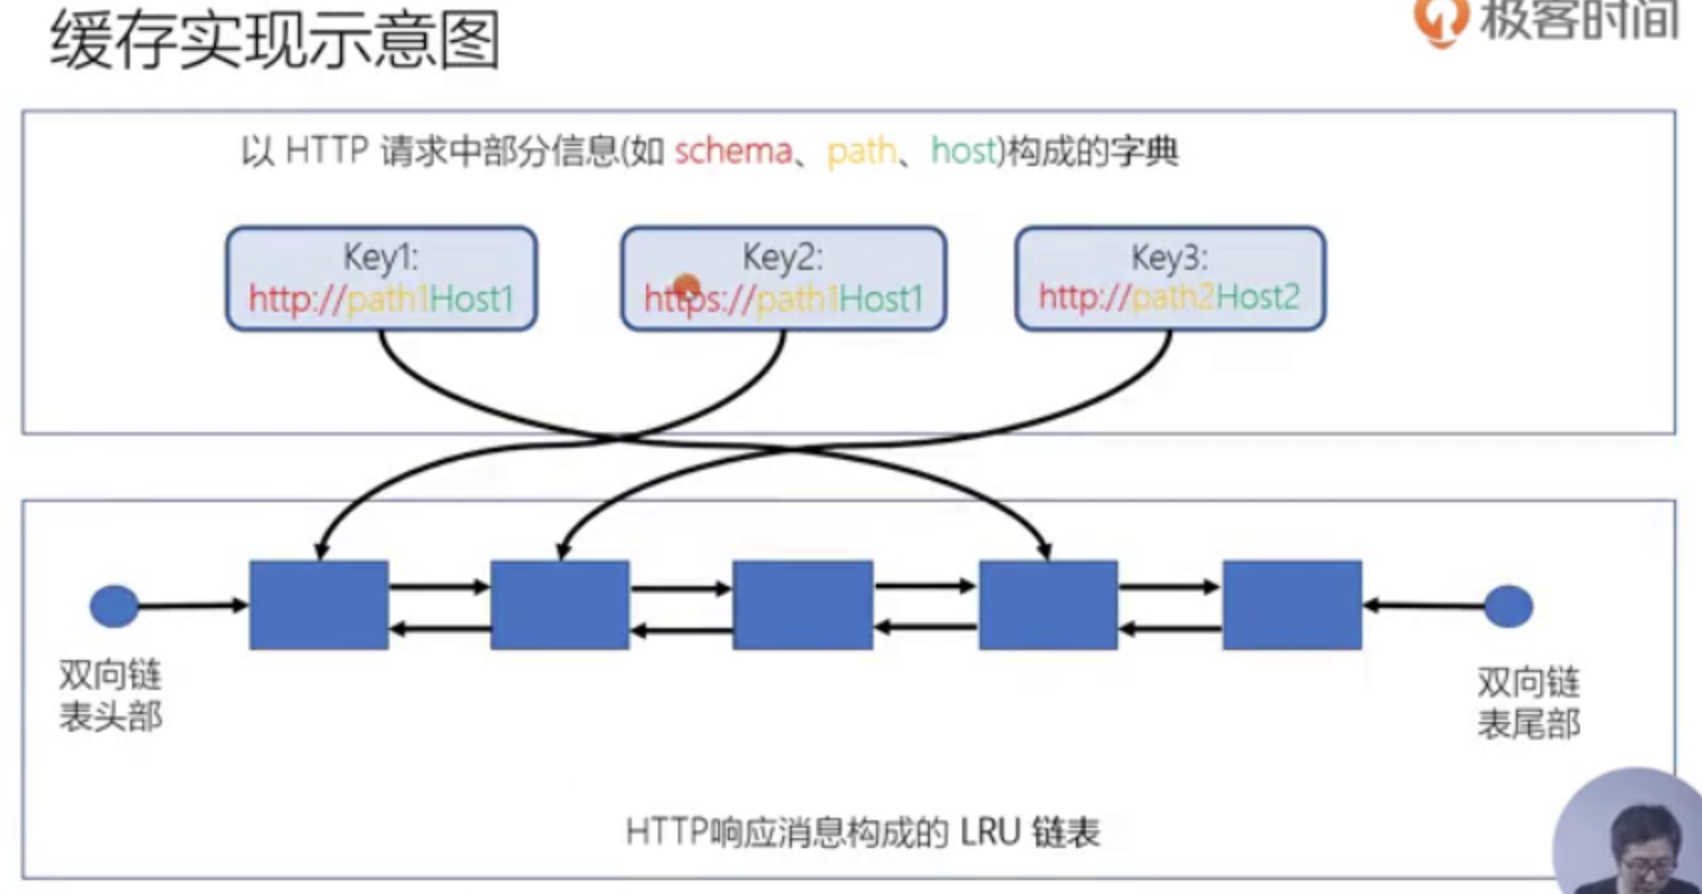 缓存实现示意图
极客时间
以 HTTP 请求中部分信息(如 schema、path、host)构成的字典
Key1:
http://path1Host1
Key2:
https://path1Host1
Key3:
http://path2Host2
双向链
表头部
双向链
表尾部
HTTP响应消息构成的 LRU 链表